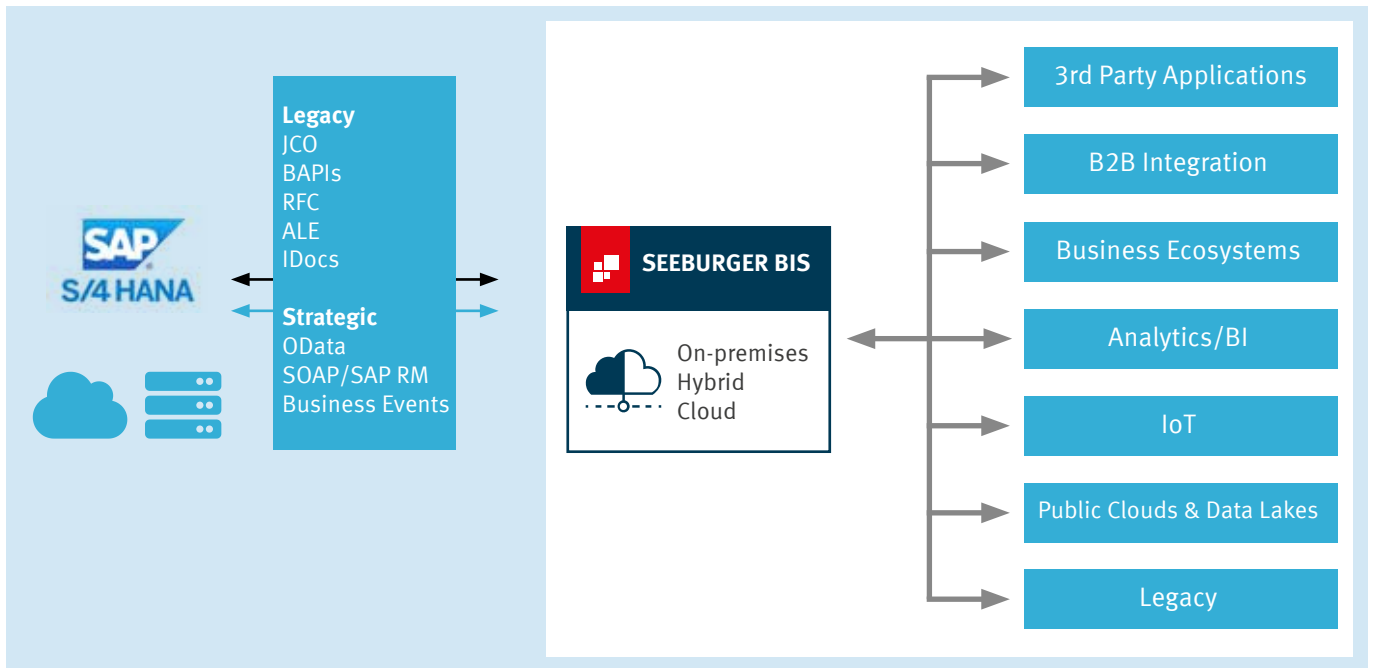 SAP
S/4 HANA
Legacy
JCO
BAPIs
RFC
ALE
IDocs
Strategic
OData
SOAP/SAP RM
Business Events
SEEBURGER BIS
On-premises
Hybrid
Cloud
3rd Party Applications
B2B Integration
Business Ecosystems
Analytics/BI
IoT
Public Clouds & Data Lakes
Legacy